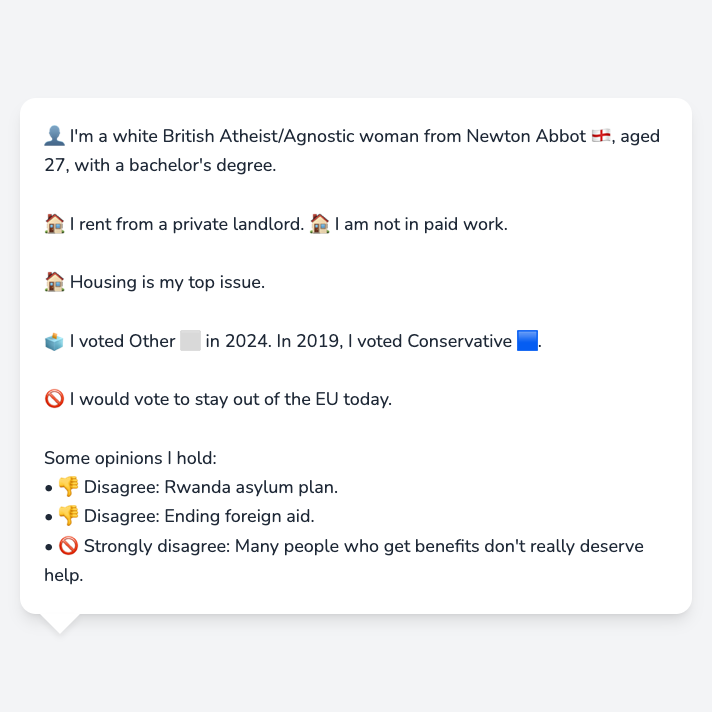 👤 I'm a white British Atheist/Agnostic woman from Newton Abbot 🏴󠁧󠁢󠁥󠁮󠁧󠁿, aged
27, with a bachelor's degree.
🏠 I rent from a private landlord. 🏠 I am not in paid work.
🏠 Housing is my top issue.
🗳️ I voted Other ⬜ in 2024. In 2019, I voted Conservative 🟦.
🚫 I would vote to stay out of the EU today.
Some opinions I hold:
• 👎 Disagree: Rwanda asylum plan.
• 👎 Disagree: Ending foreign aid.
• 🚫 Strongly disagree: Many people who get benefits don't really deserve
help.